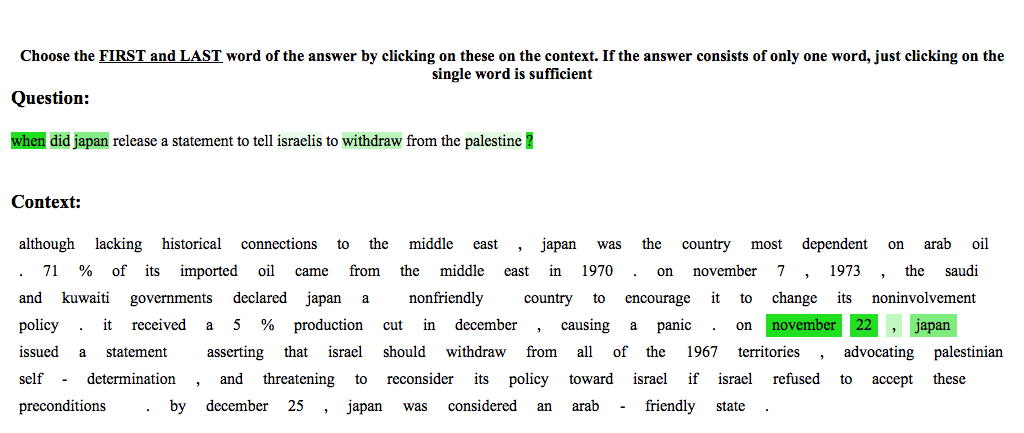 Choose the FIRST and LAST word of the answer by clicking on these on the context. If the answer consists of only one word, just clicking on the
single word is sufficient
Question:
when did japan release a statement to tell israelis to withdraw from the palestine ?
Context:
although lacking historical connections to the middle east , japan was the country most dependent on arab oil
. 71 % of its imported oil came from the middle east in 1970 . on november 7 , 1973 , the saudi
and kuwaiti governments declared japan a nonfriendly country to encourage it to change its noninvolvement
policy . it received a 5 % production cut in december , causing a panic . on november 22 , japan
issued a statement asserting that israel should withdraw from all of the 1967 territories , advocating palestinian
self - determination , and threatening to reconsider its policy toward israel if israel refused to accept these
preconditions . by december 25 , japan was considered an arab - friendly state .